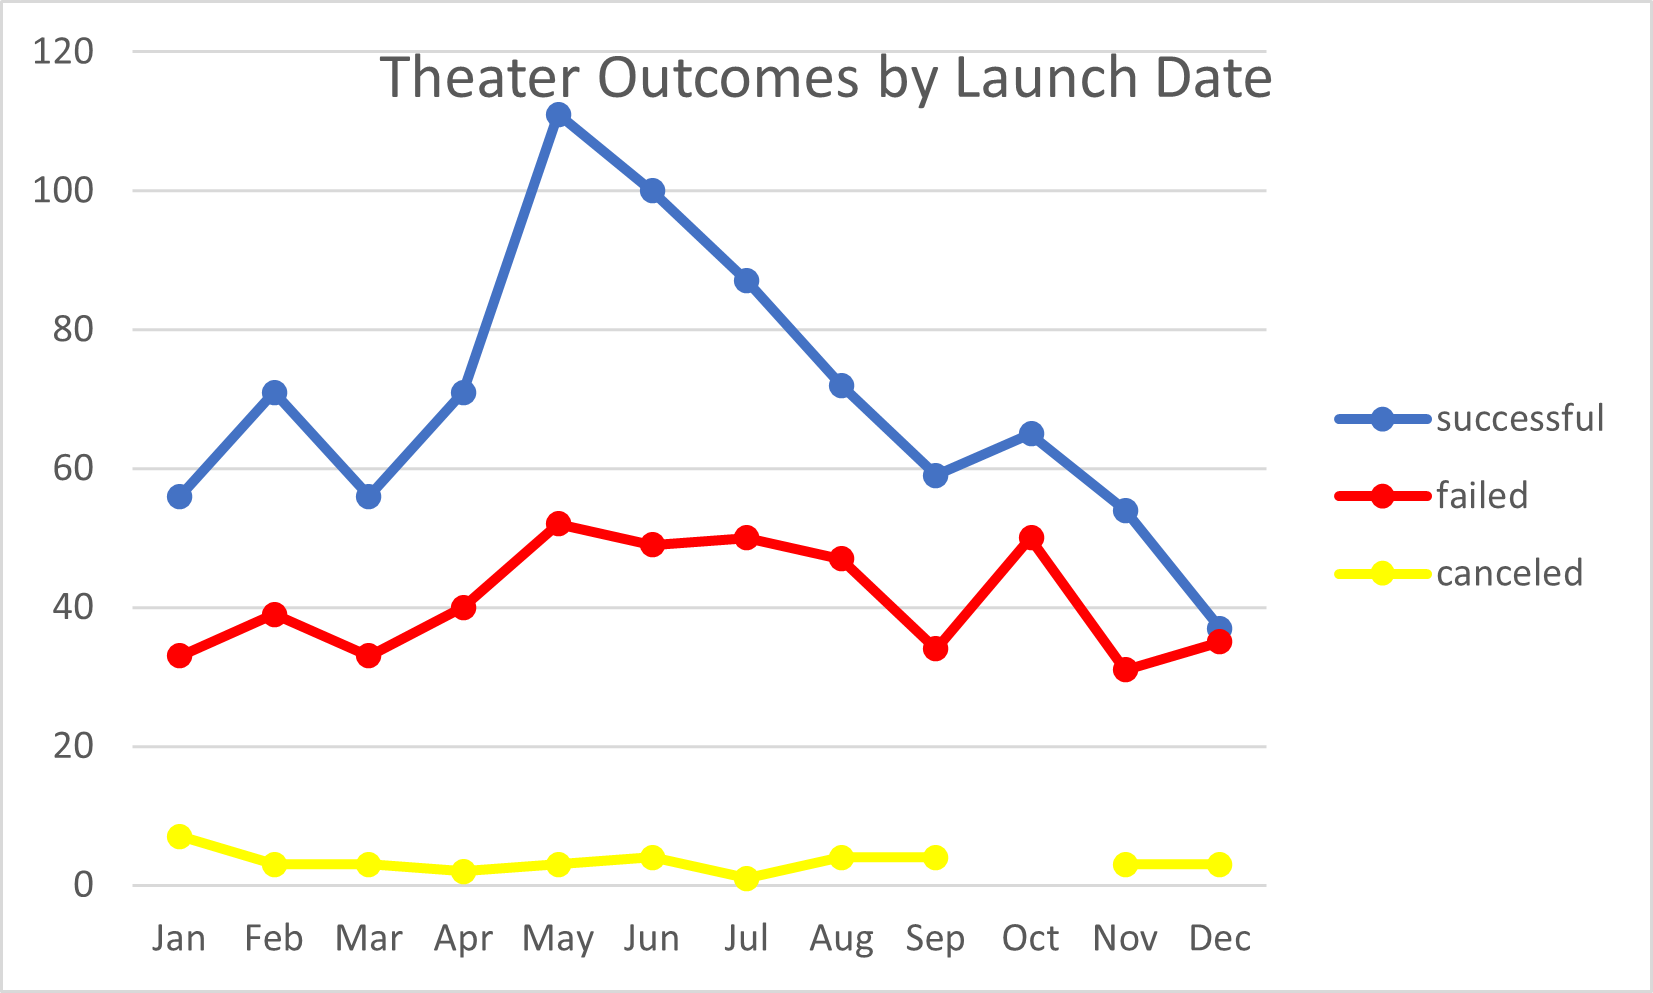 Theater Outcomes by Launch Date
120
100
80
60
40
20
0
Jan Feb Mar Apr May Jun Jul Aug Sep Oct Nov Dec
successful
failed
canceled